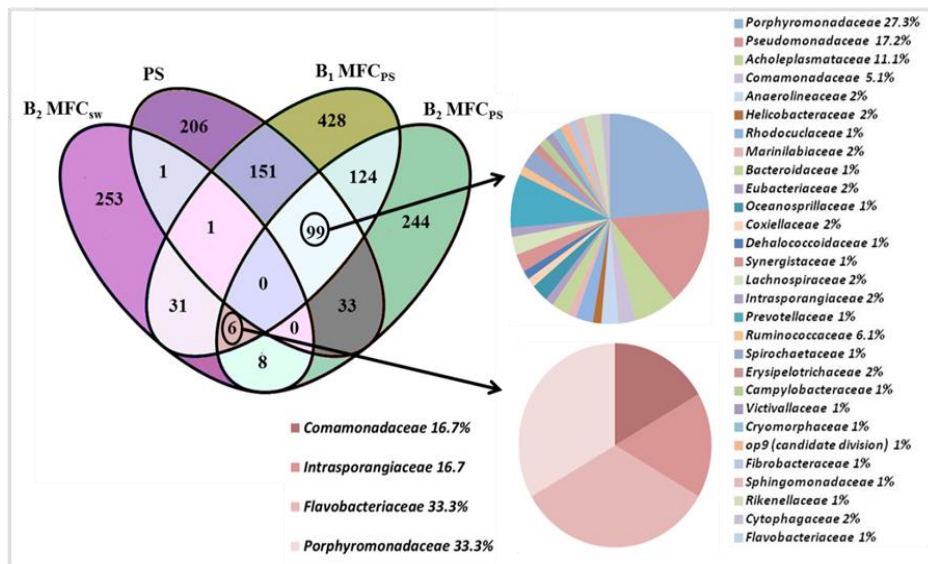 PS
B₁ MFCₚₛ
B₂ MFCsw
B₂ MFCₚₛ
206
428
253
1
151
124
244
1
99
31
0
33
6
0
8
Comamonadaceae 16.7%
Intrasporangiaceae 16.7
Flavobacteriaceae 33.3%
Porphyromonadaceae 33.3%
Porphyromonadaceae 27.3%
Pseudomonadaceae 17.2%
Acholeplasmataceae 11.1%
Comamonadaceae 5.1%
Anaerolineaceae 2%
Helicobacteraceae 2%
Rhodocuclaceae 1%
Marinilabiaceae 2%
Bacteroidaceae 1%
Eubacteriaceae 2%
Oceanosprillaceae 1%
Coxiellaceae 2%
Dehalococcoidaceae 1%
Synergistaceae 1%
Lachnospiraceae 2%
Intrasporangiaceae 2%
Prevotellaceae 1%
Ruminococcaceae 6.1%
Spirochaetaceae 1%
Erysipelotrichaceae 2%
Campylobacteraceae 1%
Victivallaceae 1%
Cryomorphaceae 1%
op9 (candidate division) 1%
Fibrobacteraceae 1%
Sphingomonadaceae 1%
Rikenellaceae 1%
Cytophagaceae 2%
Flavobacteriaceae 1%